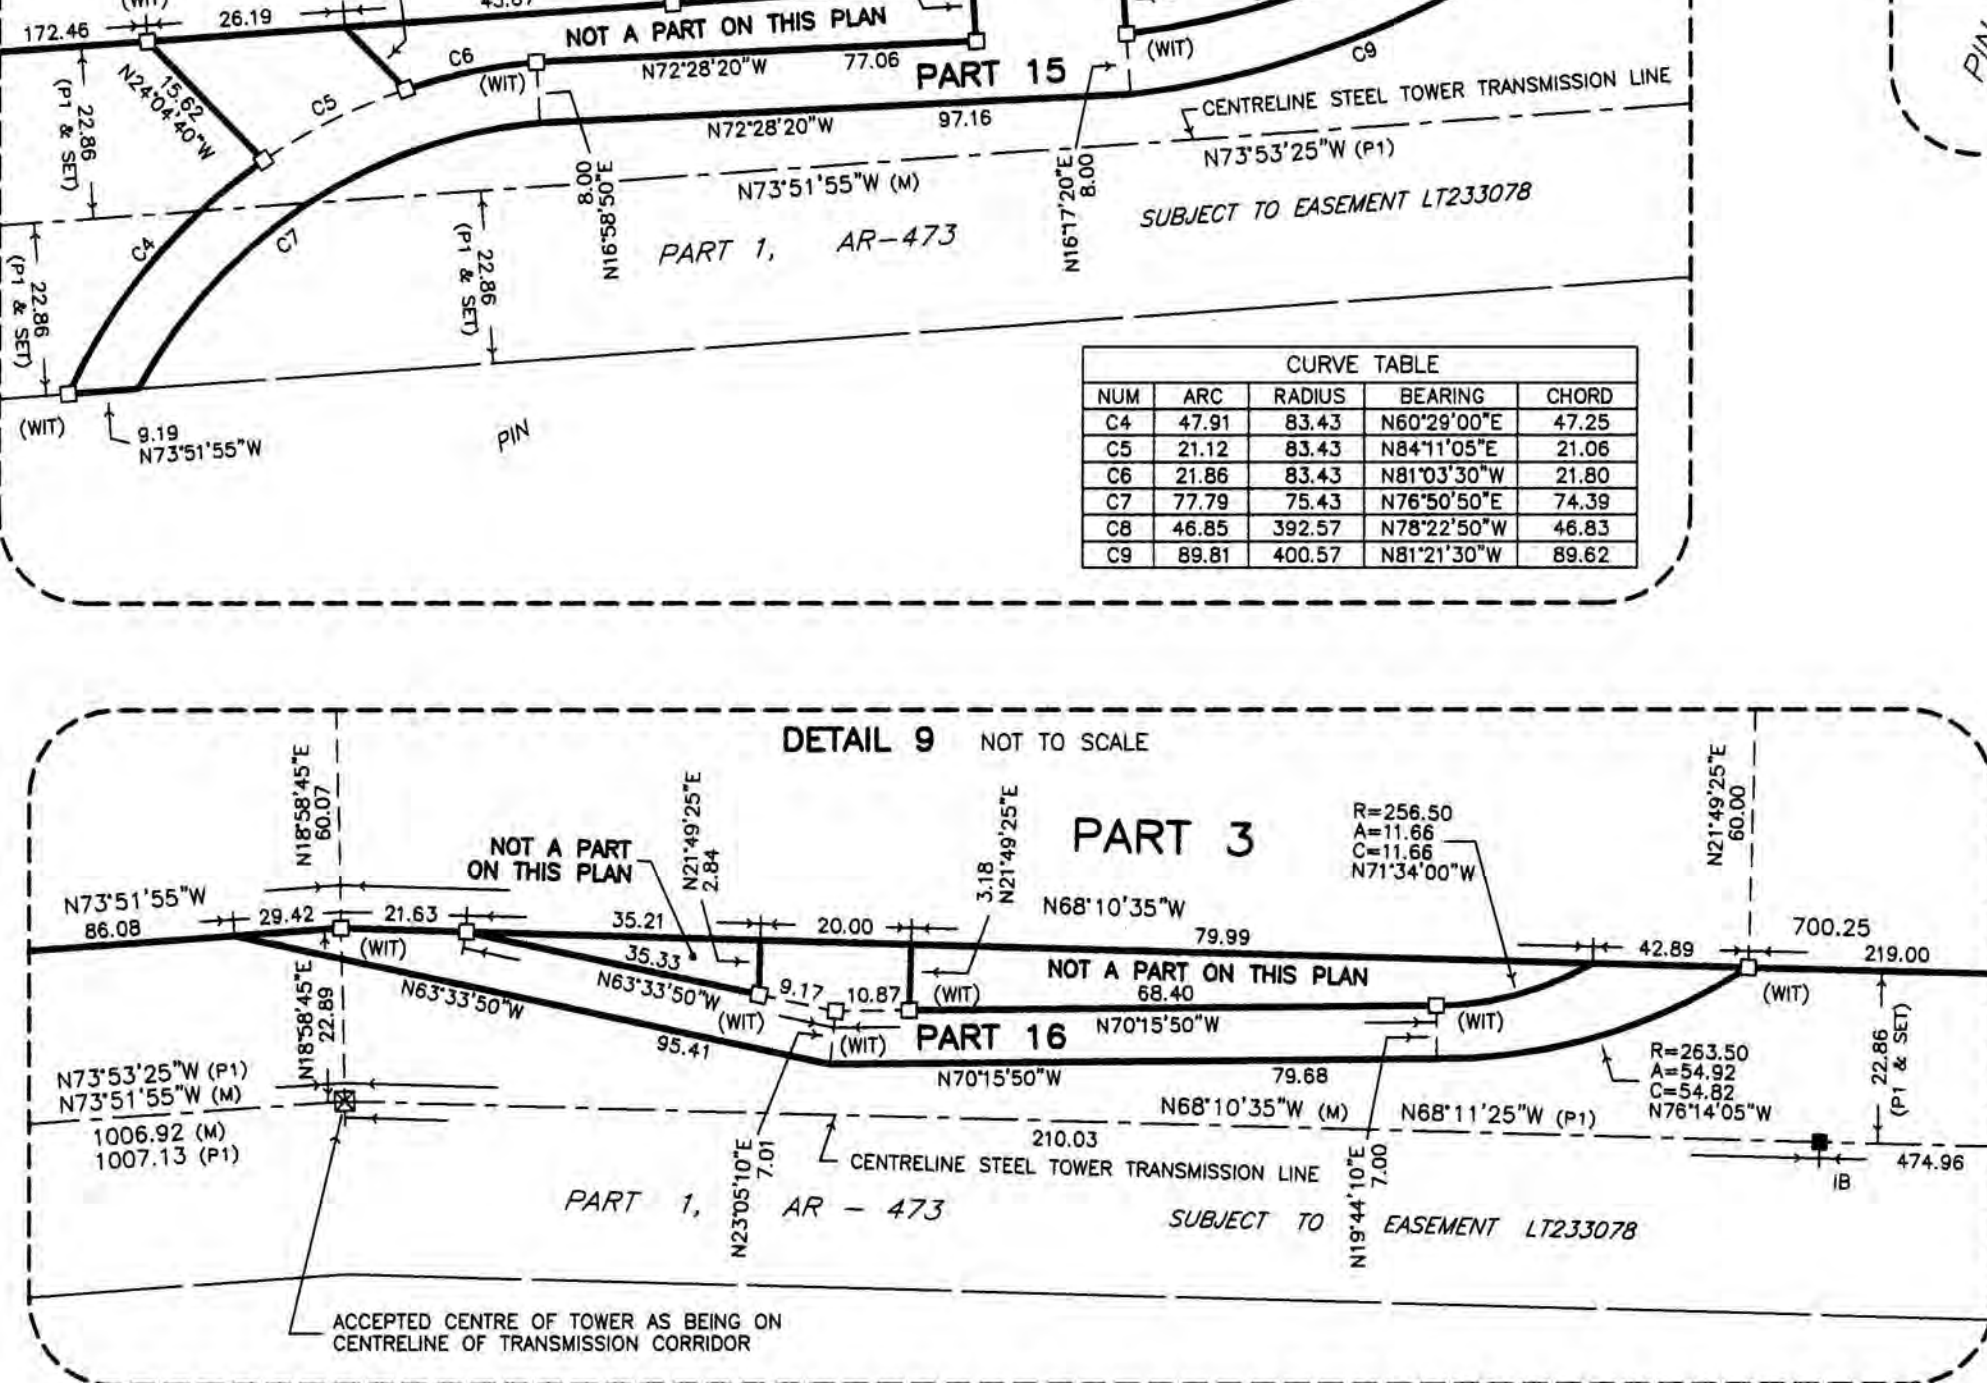 (WIT)
172.46
26.19
NOT A PART ON THIS PLAN
C6
(WIT)
N72°28'20"W
77.06
PART 15
(WIT)
C9
15.62
N24°04'40"W
22.86
(P1 & SET)
C5
CENTRELINE STEEL TOWER TRANSMISSION LINE
N72°28'20"W
97.16
N73°53'25"W (P1)
N16°58'50"E
8.00
N73°51'55"W (M)
N16°17'20"E
8.00
SUBJECT TO EASEMENT LT233078
C4
C7
22.86
(P1 & SET)
22.86
(P1 & SET)
PART 1, AR-473
(WIT)
9.19
N73°51'55"W
PIN
PIN
CURVE TABLE
NUM ARC RADIUS BEARING CHORD
C4 47.91 83.43 N60°29'00"E 47.25
C5 21.12 83.43 N84°11'05"E 21.06
C6 21.86 83.43 N81°03'30"W 21.80
C7 77.79 75.43 N76°50'50"E 74.39
C8 46.85 392.57 N78°22'50"W 46.83
C9 89.81 400.57 N81°21'30"W 89.62
DETAIL 9 NOT TO SCALE
N18°58'45"E
60.07
NOT A PART
ON THIS PLAN
N21°49'25"E
2.84
3.18
N21°49'25"E
PART 3
R=256.50
A=11.66
C=11.66
N71°34'00"W
N21°49'25"E
60.00
N73°51'55"W
86.08
29.42
21.63
35.21
20.00
N68°10'35"W
79.99
42.89
700.25
219.00
(WIT)
35.33
N63°33'50"W
NOT A PART ON THIS PLAN
9.17
10.87
(WIT)
68.40
(WIT)
N18°58'45"E
22.89
N63°33'50"W
95.41
(WIT)
(WIT)
PART 16
N70°15'50"W
(WIT)
N70°15'50"W
79.68
R=263.50
A=54.92
C=54.82
N76°14'05"W
22.86
(P1 & SET)
N73°53'25"W (P1)
N73°51'55"W (M)
1006.92 (M)
1007.13 (P1)
N68°10'35"W (M)
N68°11'25"W (P1)
210.03
N23°05'10"E
7.01
CENTRELINE STEEL TOWER TRANSMISSION LINE
N19°44'10"E
7.00
474.96
IB
PART 1, AR - 473
SUBJECT TO EASEMENT LT233078
ACCEPTED CENTRE OF TOWER AS BEING ON
CENTRELINE OF TRANSMISSION CORRIDOR